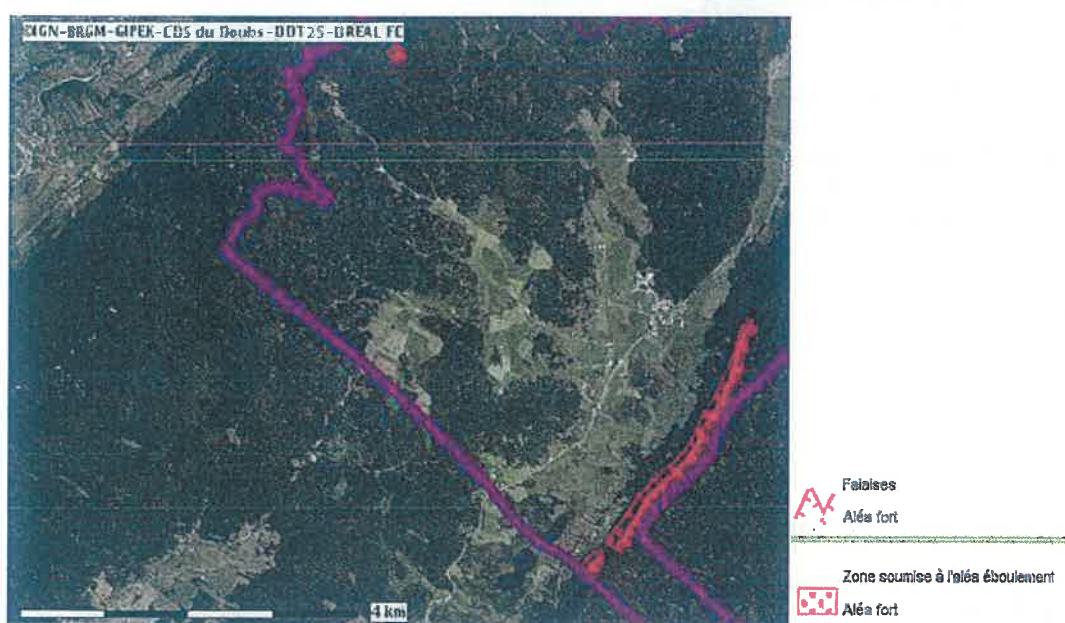 ©IGN-BRGM-GIPEK-CDS du Doubs-DDT25-DREAL FC
Falaises
Aléa fort
Zone soumise à l'aléa éboulement
Aléa fort
4 km